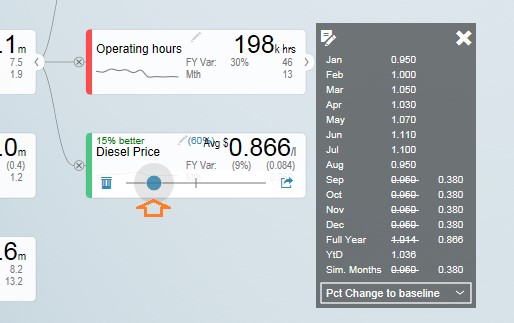 .1m
7.5
1.9
Operating hours
198k hrs
FY Var: 30% 46
Mth 13
.0m
(0.4)
1.2
15% better (60%)
Diesel Price Avg $0.866/l
FY Var: (9%) (0.084)
.6m
8.2
13.2
Jan 0.950
Feb 1.000
Mar 1.050
Apr 1.030
May 1.070
Jun 1.110
Jul 1.100
Aug 0.950
Sep 0.950 0.380
Oct 0.950 0.380
Nov 0.950 0.380
Dec 0.950 0.380
Full Year 1.014 0.866
YtD 1.036
Sim. Months 0.950 0.380
Pct Change to baseline